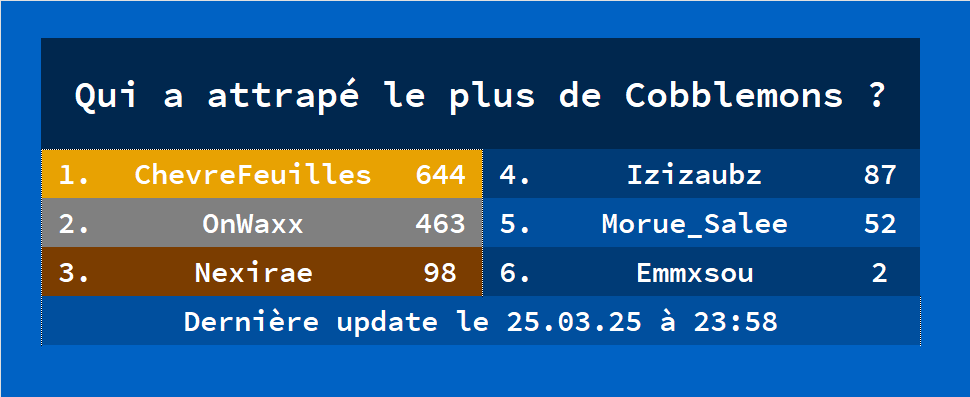 Qui a attrapé le plus de Cobblemons ?
1. ChevreFeuilles 644 4. Izizaubz 87
2. OnWaxx 463 5. Morue_Salee 52
3. Nexirae 98 6. Emmxsou 2
Dernière update le 25.03.25 à 23:58